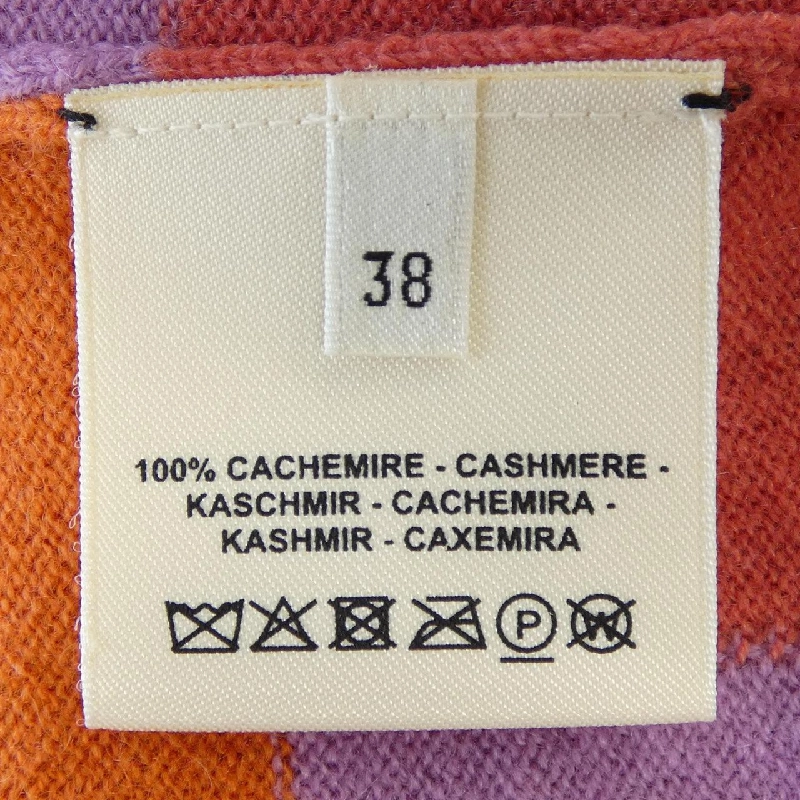 38
100% CACHEMIRE - CASHMERE -
KASCHMIR - CACHEMIRA -
KASHMIR - CAXEMIRA
P W